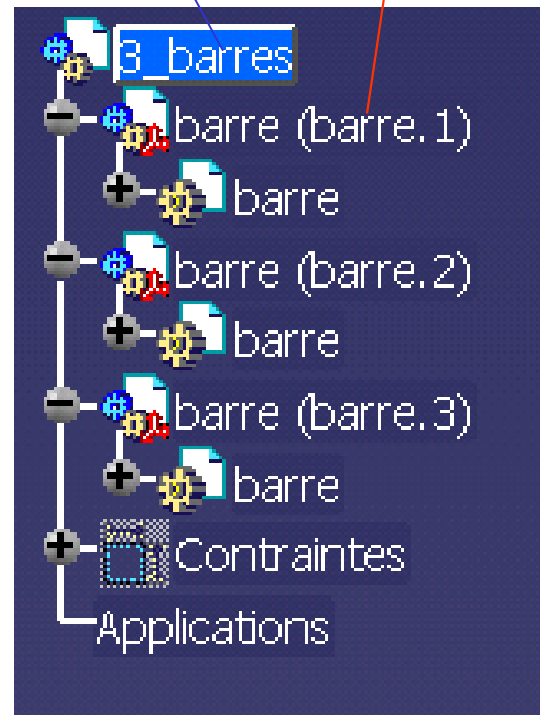 3_barres
barre (barre.1)
barre
barre (barre.2)
barre
barre (barre.3)
barre
Contraintes
Applications